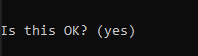 Is this OK? (yes)